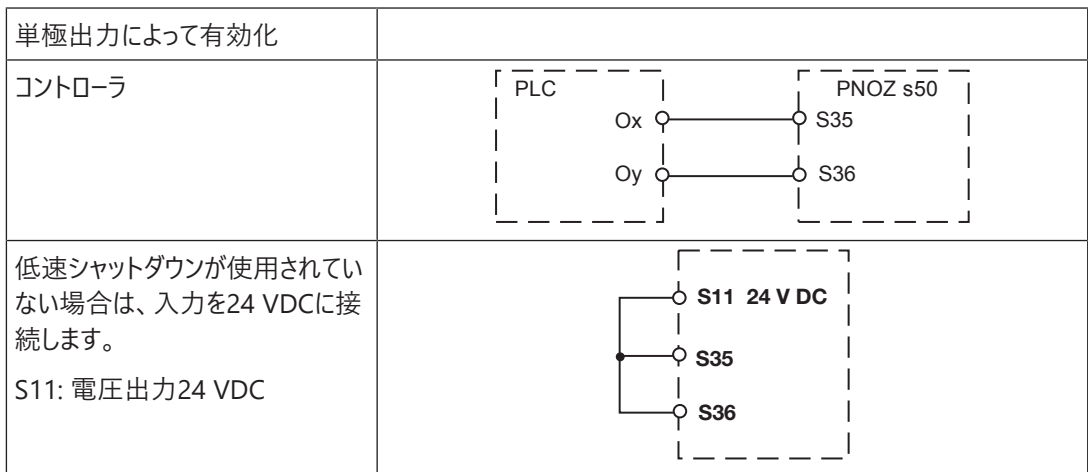 単極出力によって有効化
コントローラ
PLC
PNOZ s50
Ox
S35
Oy
S36
低速シャットダウンが使用されてい
ない場合は、入力を24 VDCに接
続します。
S11: 電圧出力24 VDC
S11 24 V DC
S35
S36